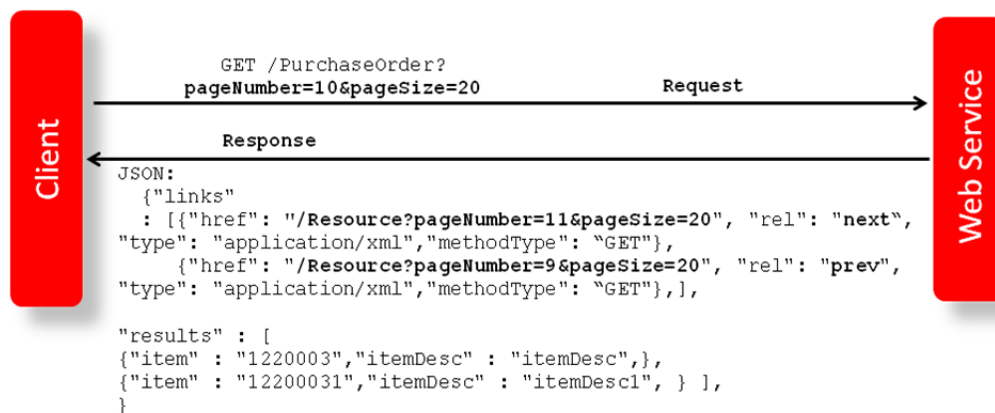 Client
GET /PurchaseOrder?
pageNumber=10&pageSize=20
Request
Web Service
Response
JSON:
{"links"
: [{"href": "/Resource?pageNumber=11&pageSize=20", "rel": "next‟,
"type": "application/xml","methodType": ‟GET"},
{"href": "/Resource?pageNumber=9&pageSize=20", "rel": "prev",
"type": "application/xml","methodType": ‟GET"},],
"results" : [
{"item" : "1220003","itemDesc" : "itemDesc",},
{"item" : "12200031","itemDesc" : "itemDesc1", } ],
}